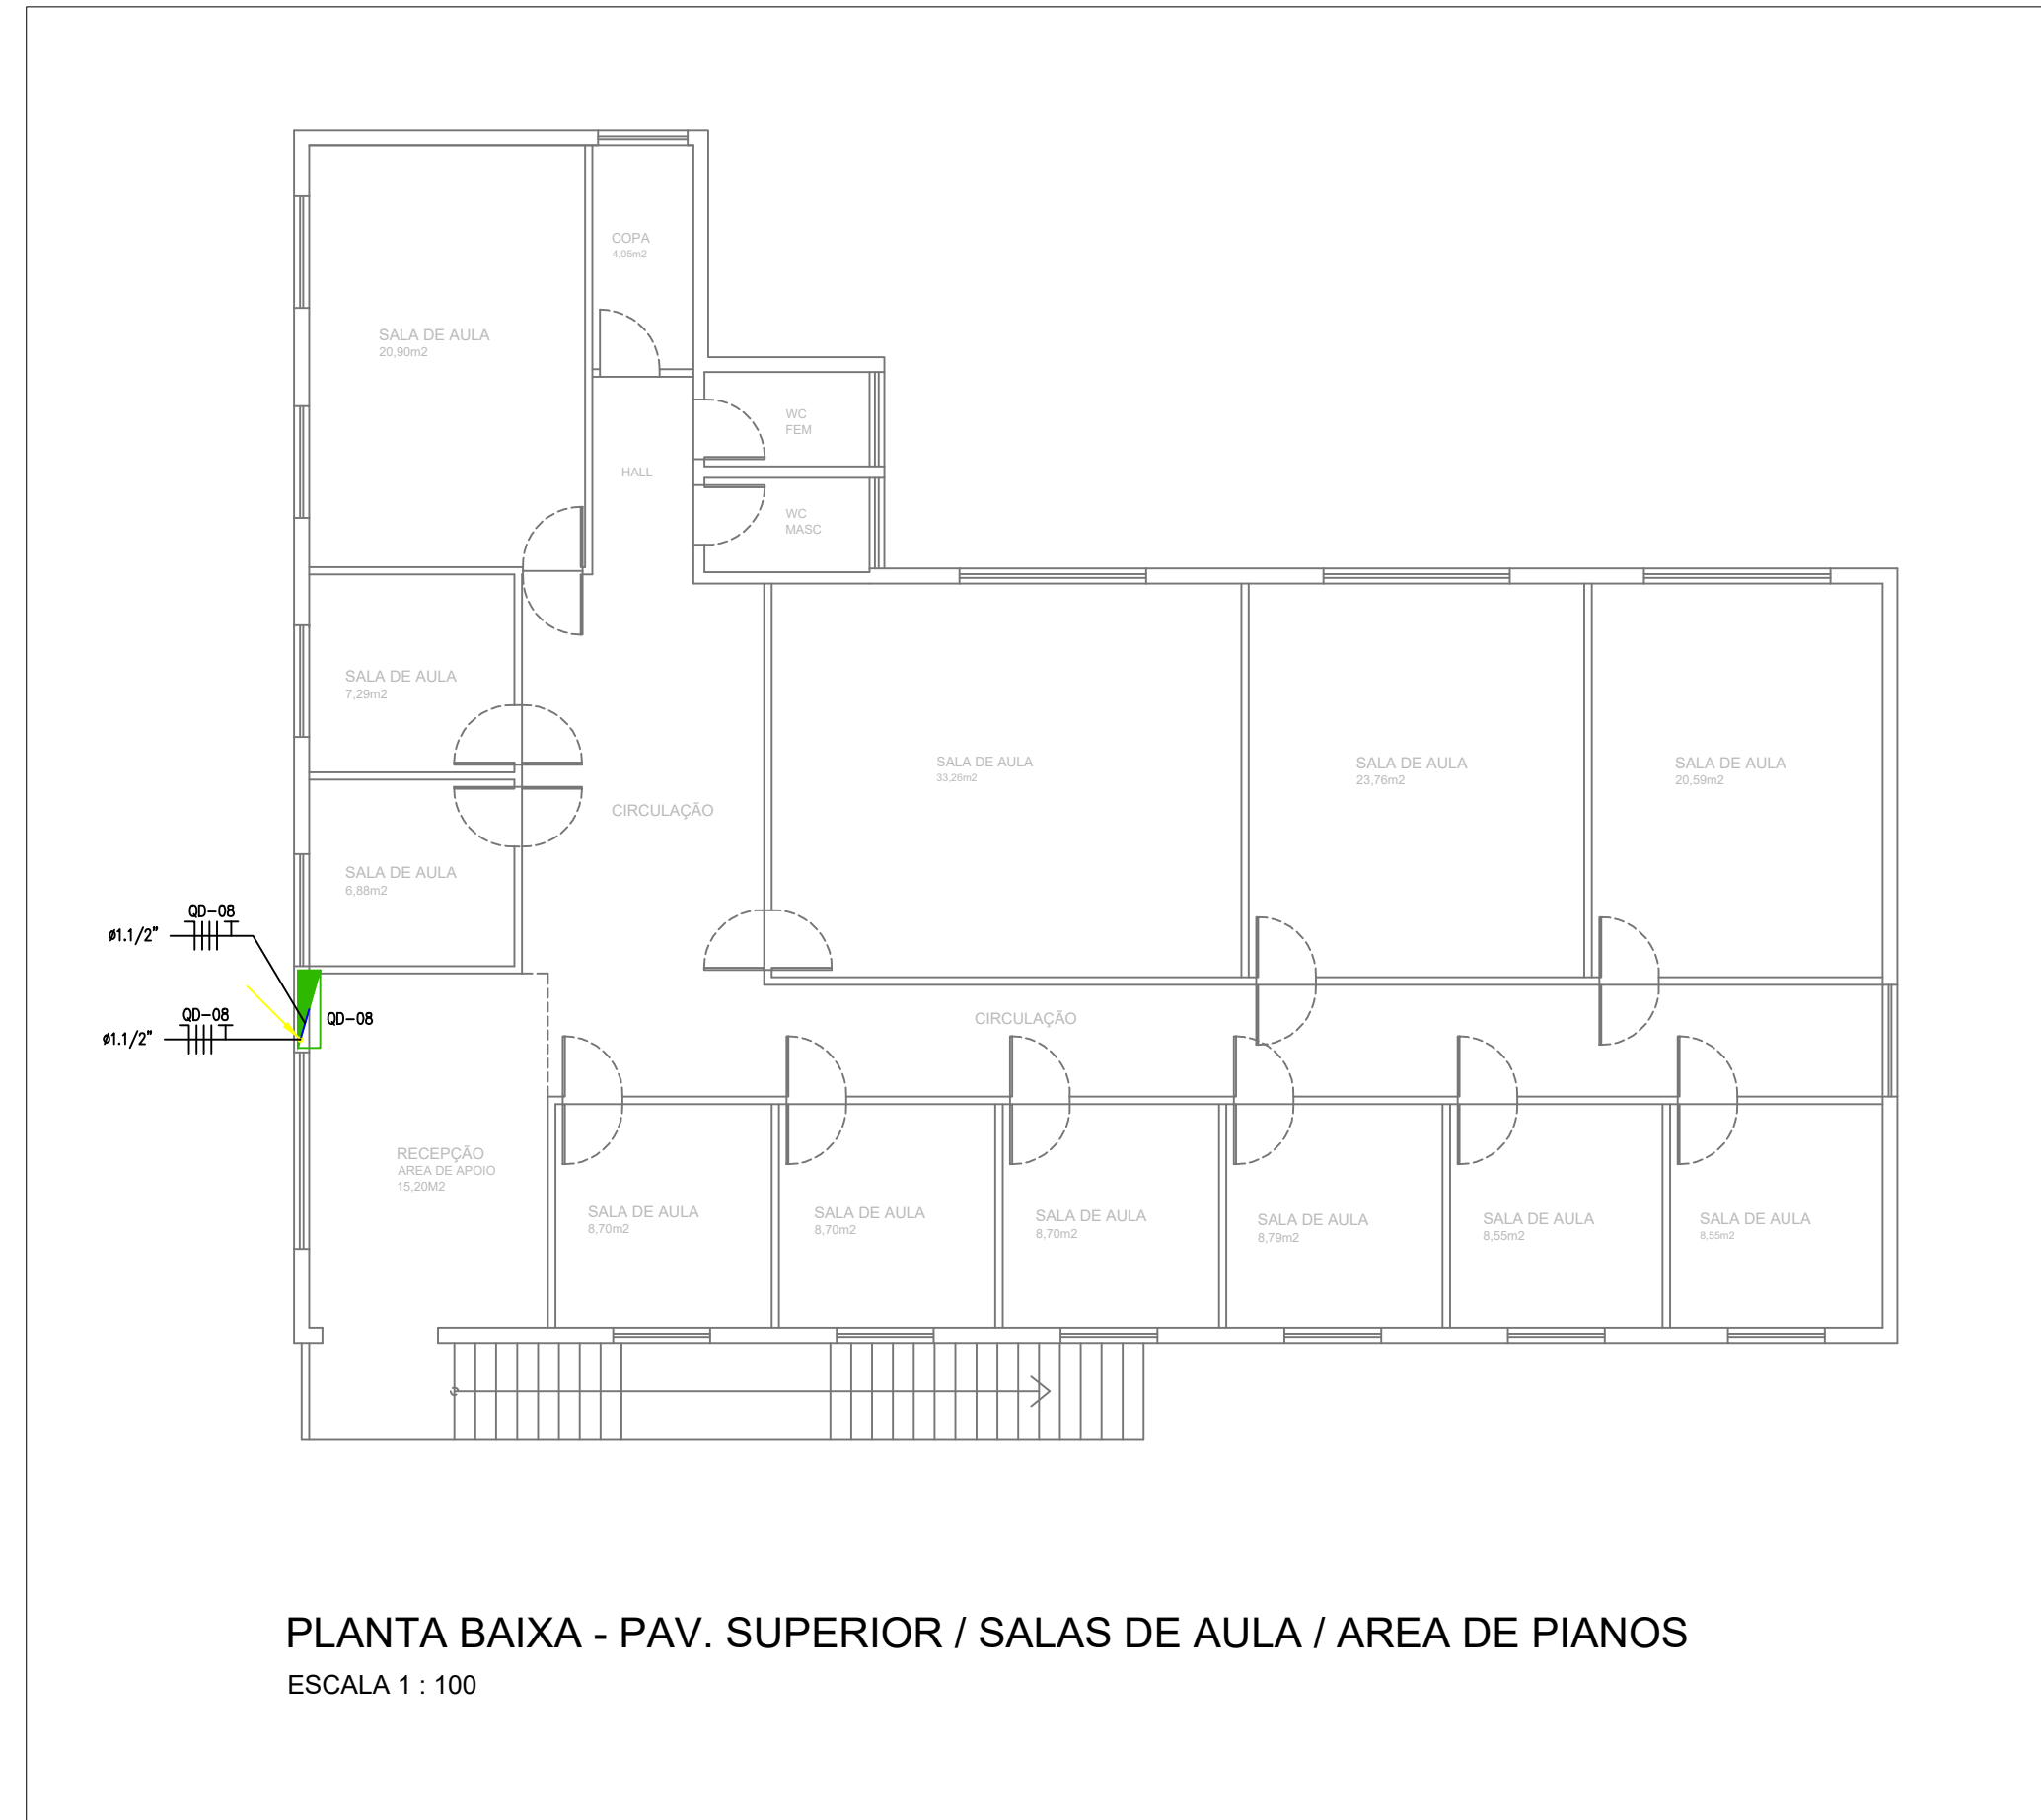 COPA
4,05m2
SALA DE AULA
20,90m2
WC
FEM
HALL
WC
MASC
SALA DE AULA
7,29m2
SALA DE AULA
33,26m2
SALA DE AULA
23,76m2
SALA DE AULA
20,59m2
CIRCULAÇÃO
SALA DE AULA
6,88m2
QD-08
ø1.1/2"
QD-08
ø1.1/2"
QD-08
CIRCULAÇÃO
RECEPÇÃO
AREA DE APOIO
15,20M2
SALA DE AULA
8,70m2
SALA DE AULA
8,70m2
SALA DE AULA
8,70m2
SALA DE AULA
8,79m2
SALA DE AULA
8,55m2
SALA DE AULA
8,55m2
PLANTA BAIXA - PAV. SUPERIOR / SALAS DE AULA / AREA DE PIANOS
ESCALA 1 : 100